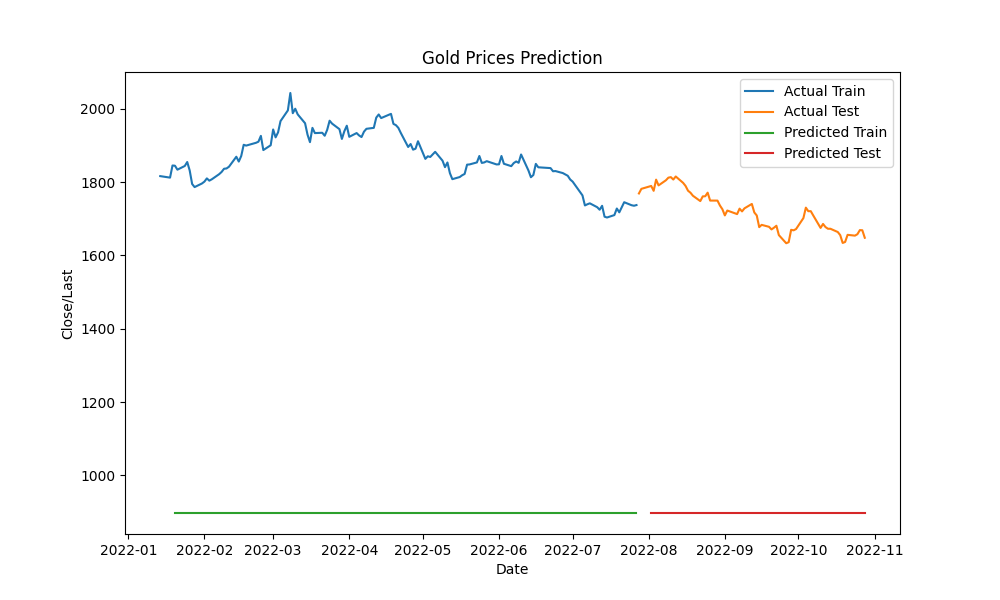 Gold Prices Prediction
Actual Train
Actual Test
Predicted Train
Predicted Test
2000
1800
1600
1400
1200
1000
Close/Last
2022-01 2022-02 2022-03 2022-04 2022-05 2022-06 2022-07 2022-08 2022-09 2022-10 2022-11
Date